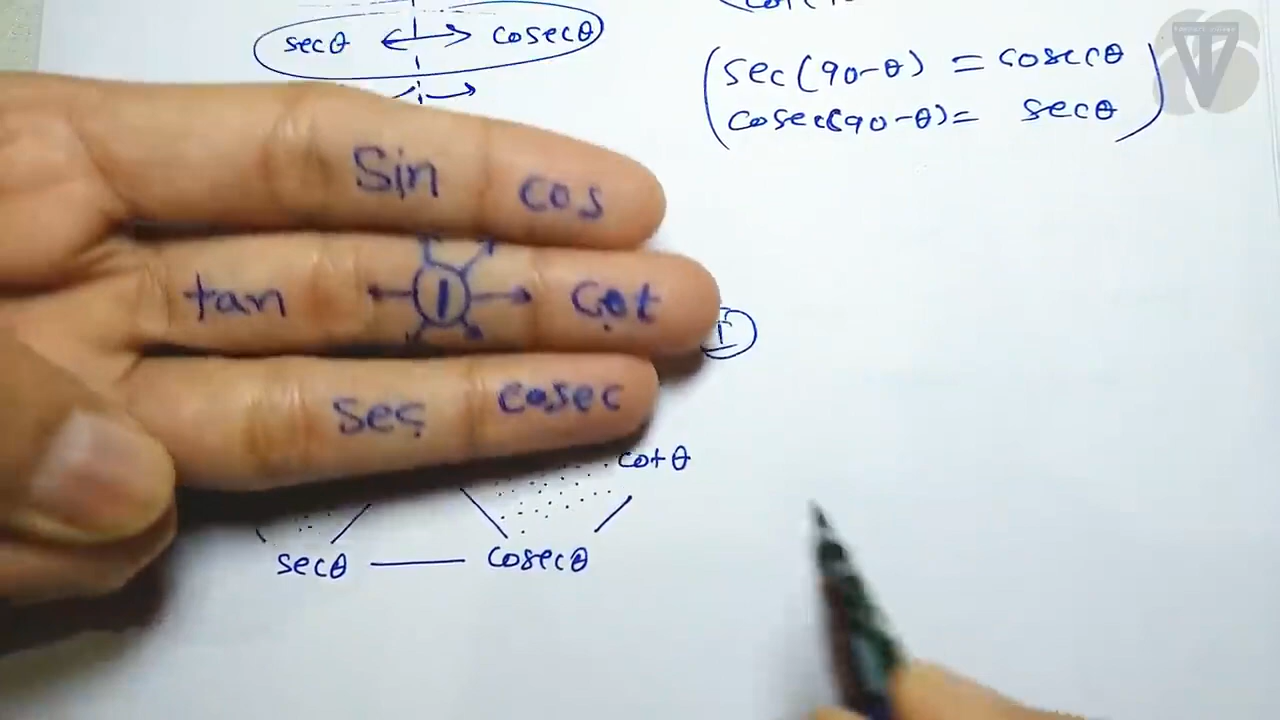 secθ ↔ cosecθ
sec(90-θ) = cosecθ
cosec(90-θ)= secθ
Sin cos
tan 1 cot
sec cosec
cotθ
secθ cosecθ